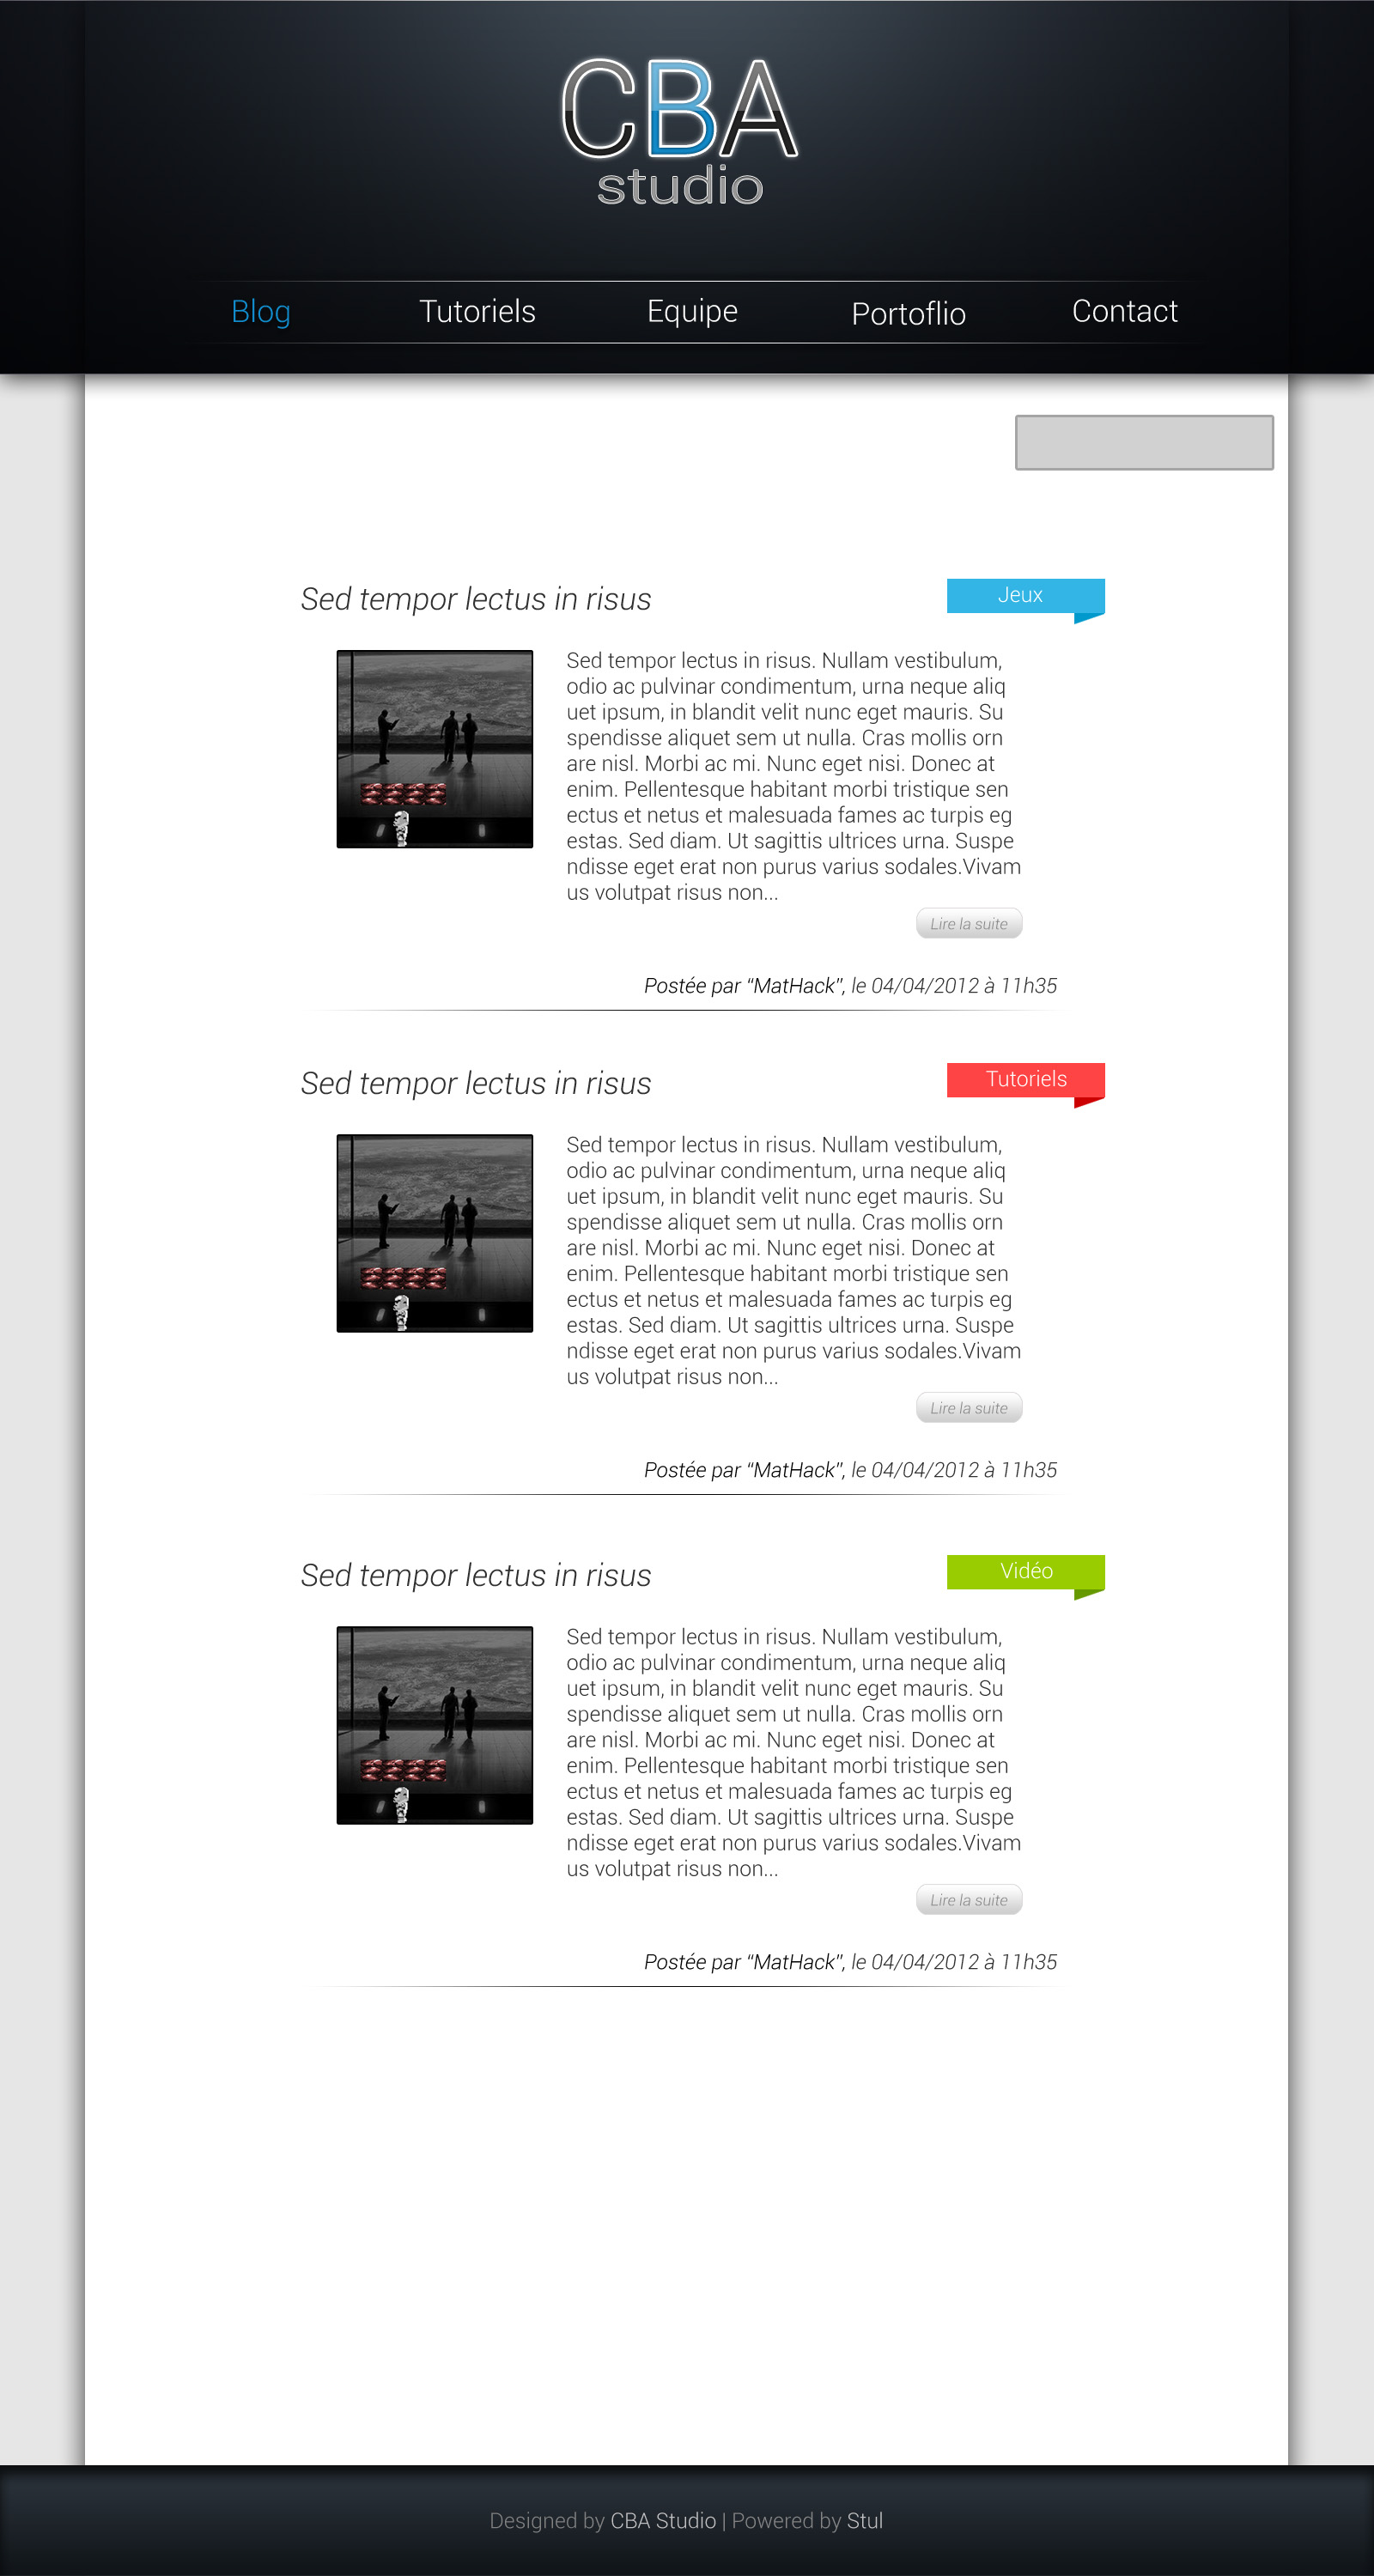 CBA
studio
Blog Tutoriels Equipe Portoflio Contact
Sed tempor lectus in risus
Jeux
Sed tempor lectus in risus. Nullam vestibulum,
odio ac pulvinar condimentum, urna neque aliq
uet ipsum, in blandit velit nunc eget mauris. Su
spendisse aliquet sem ut nulla. Cras mollis orn
are nisl. Morbi ac mi. Nunc eget nisi. Donec at
enim. Pellentesque habitant morbi tristique sen
ectus et netus et malesuada fames ac turpis eg
estas. Sed diam. Ut sagittis ultrices urna. Suspe
ndisse eget erat non purus varius sodales.Vivam
us volutpat risus non...
Lire la suite
Postée par “MatHack”, le 04/04/2012 à 11h35
Sed tempor lectus in risus
Tutoriels
Sed tempor lectus in risus. Nullam vestibulum,
odio ac pulvinar condimentum, urna neque aliq
uet ipsum, in blandit velit nunc eget mauris. Su
spendisse aliquet sem ut nulla. Cras mollis orn
are nisl. Morbi ac mi. Nunc eget nisi. Donec at
enim. Pellentesque habitant morbi tristique sen
ectus et netus et malesuada fames ac turpis eg
estas. Sed diam. Ut sagittis ultrices urna. Suspe
ndisse eget erat non purus varius sodales.Vivam
us volutpat risus non...
Lire la suite
Postée par “MatHack”, le 04/04/2012 à 11h35
Sed tempor lectus in risus
Vidéo
Sed tempor lectus in risus. Nullam vestibulum,
odio ac pulvinar condimentum, urna neque aliq
uet ipsum, in blandit velit nunc eget mauris. Su
spendisse aliquet sem ut nulla. Cras mollis orn
are nisl. Morbi ac mi. Nunc eget nisi. Donec at
enim. Pellentesque habitant morbi tristique sen
ectus et netus et malesuada fames ac turpis eg
estas. Sed diam. Ut sagittis ultrices urna. Suspe
ndisse eget erat non purus varius sodales.Vivam
us volutpat risus non...
Lire la suite
Postée par “MatHack”, le 04/04/2012 à 11h35
Designed by CBA Studio | Powered by Stul